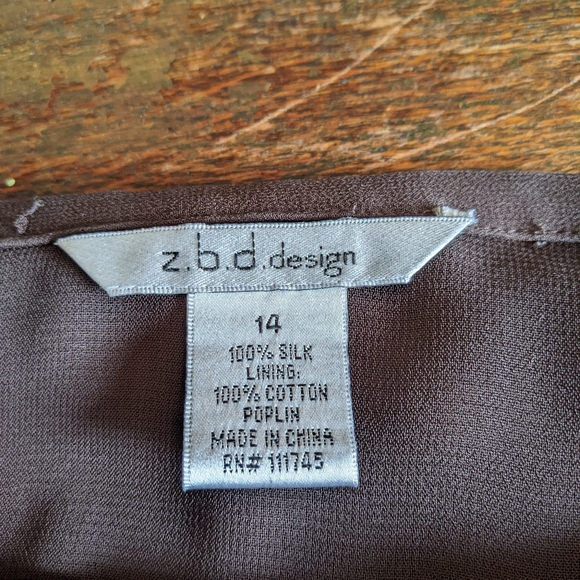 z.b.d.design
14
100% SILK
LINING:
100% COTTON
POPLIN
MADE IN CHINA
RN# 111745